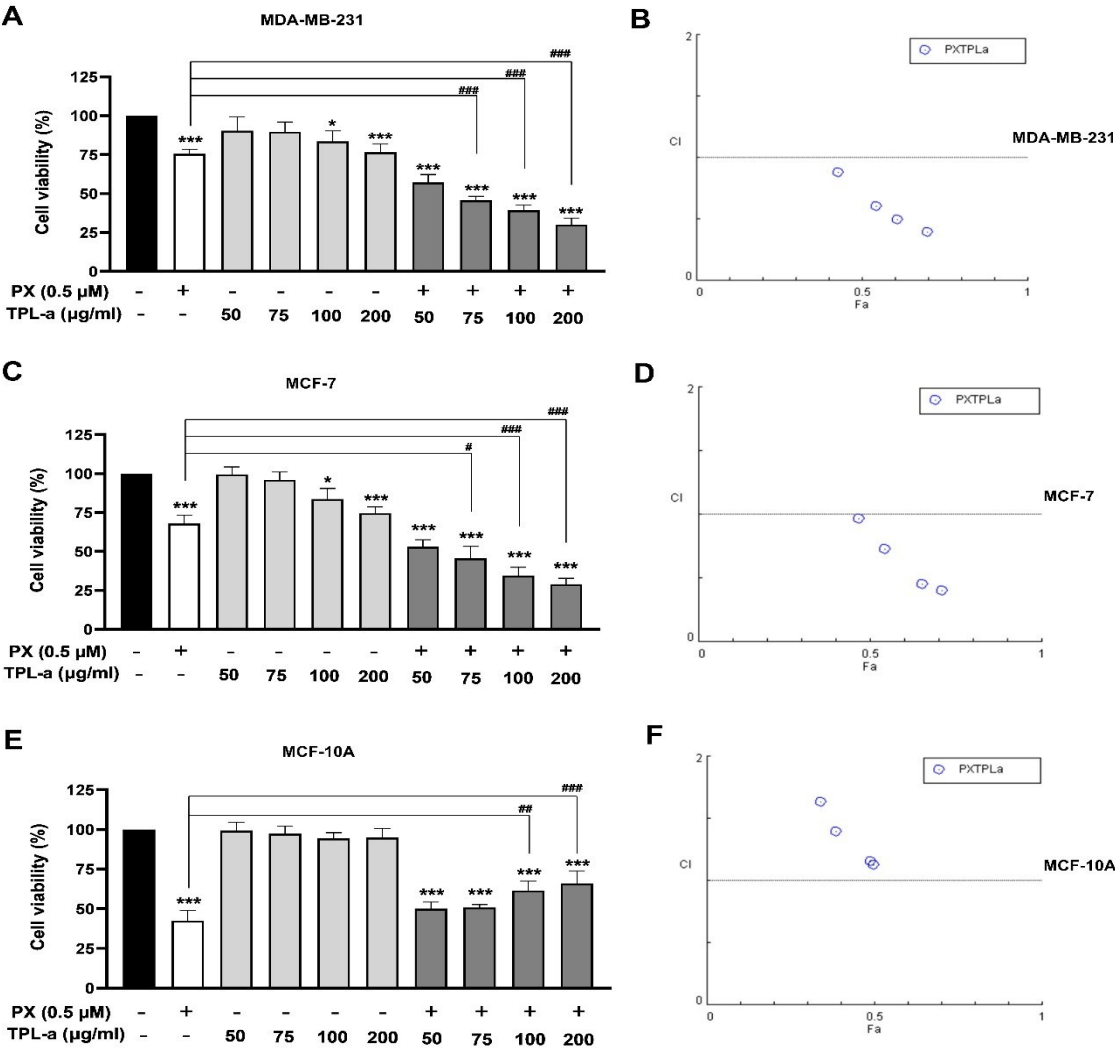 A
MDA-MB-231
###
###
###
Cell viability (%)
125
100
75
50
25
0
*** * *** *** *** *** ***
PX (0.5 µM) – + – – – – + + + +
TPL-a (µg/ml) – – 50 75 100 200 50 75 100 200
B
2
PXTPLa
CI
MDA-MB-231
0
0 0.5 1
Fa
C
MCF-7
###
###
#
Cell viability (%)
125
100
75
50
25
0
*** * *** *** *** *** ***
PX (0.5 µM) – + – – – – + + + +
TPL-a (µg/ml) – – 50 75 100 200 50 75 100 200
D
2
PXTPLa
CI
MCF-7
0
0 0.5 1
Fa
E
MCF-10A
###
##
Cell viability (%)
125
100
75
50
25
0
*** *** *** *** ***
PX (0.5 µM) – + – – – – + + + +
TPL-a (µg/ml) – – 50 75 100 200 50 75 100 200
F
2
PXTPLa
CI
MCF-10A
0
0 0.5 1
Fa